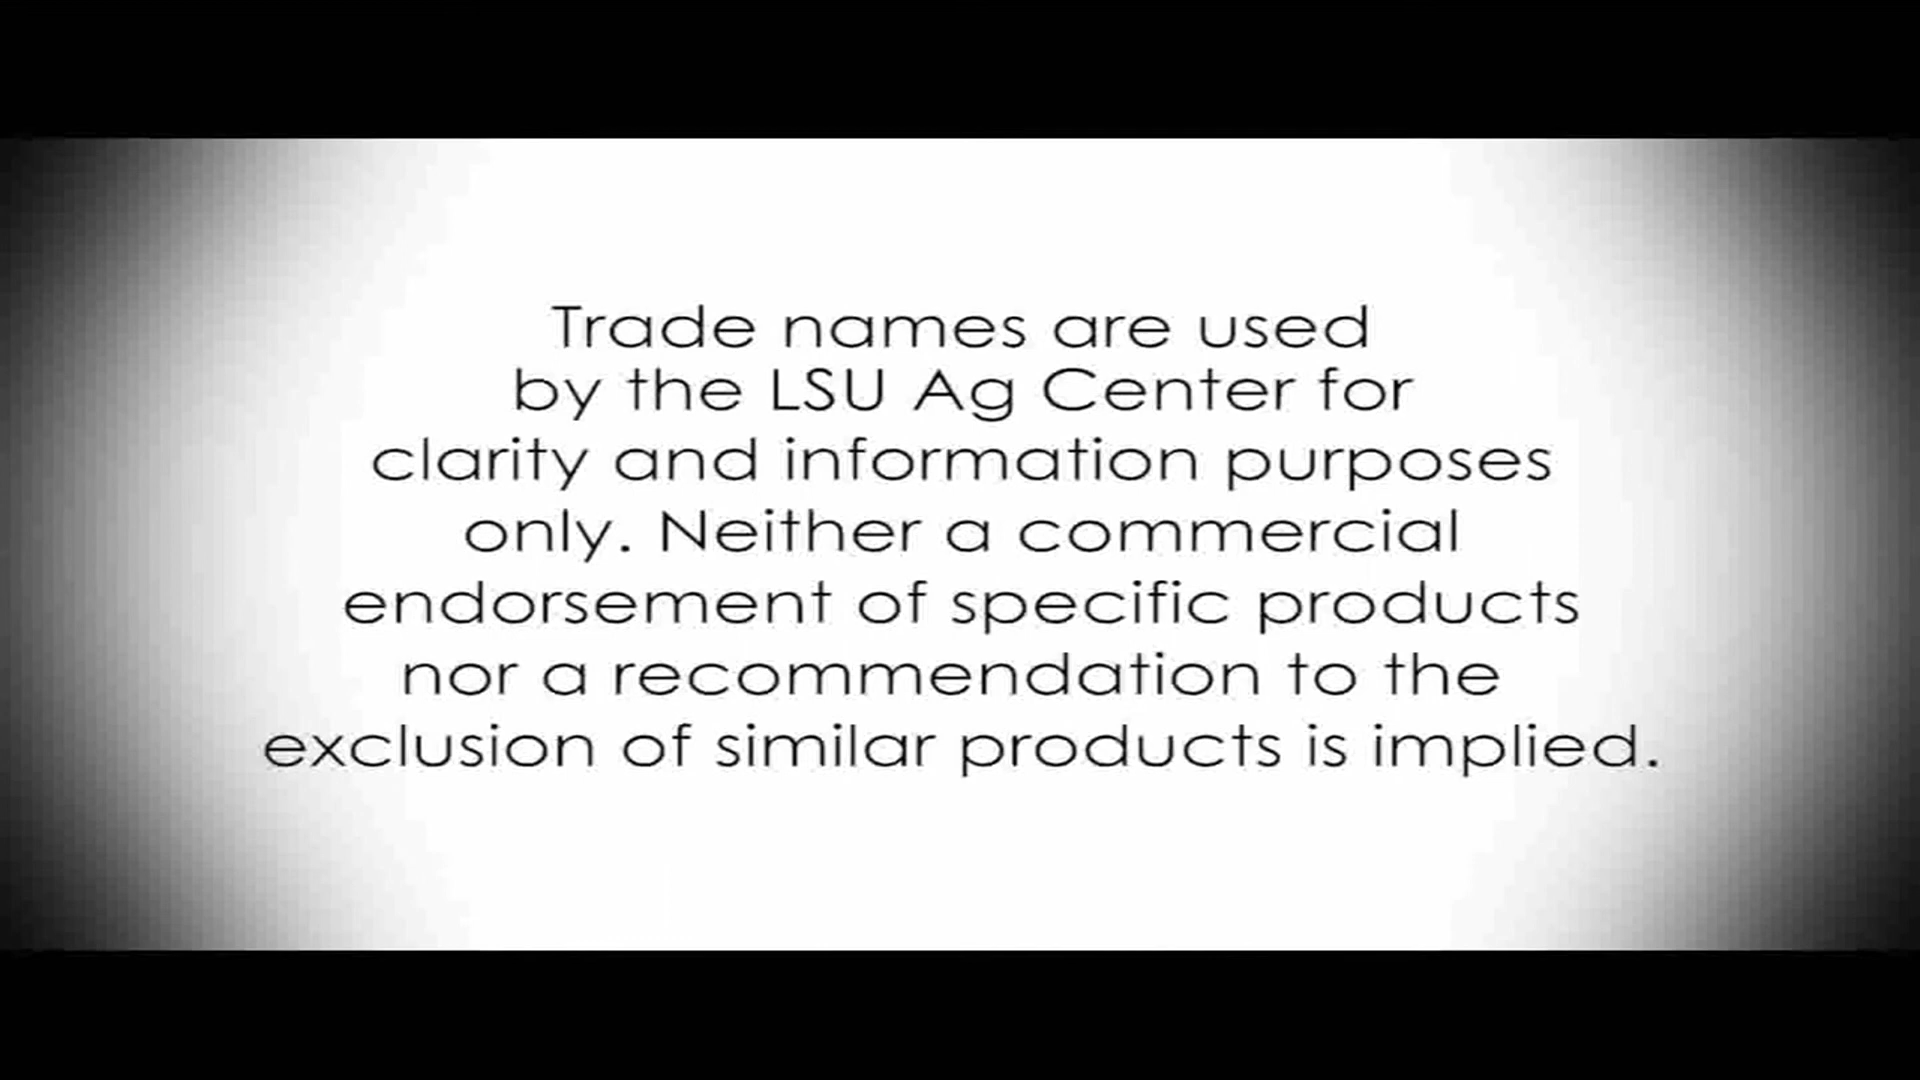 Trade names are used
by the LSU Ag Center for
clarity and information purposes
only. Neither a commercial
endorsement of specific products
nor a recommendation to the
exclusion of similar products is implied.